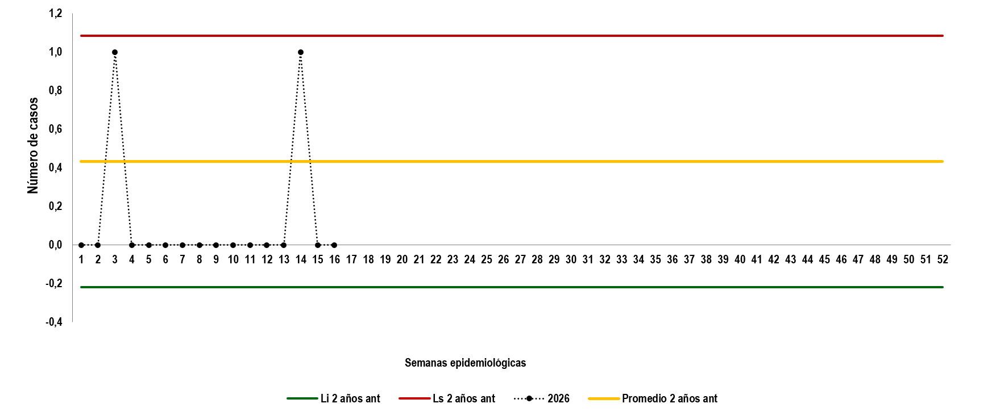 1,2
1,0
0,8
0,6
0,4
0,2
0,0
-0,2
-0,4
Número de casos
1 2 3 4 5 6 7 8 9 10 11 12 13 14 15 16 17 18 19 20 21 22 23 24 25 26 27 28 29 30 31 32 33 34 35 36 37 38 39 40 41 42 43 44 45 46 47 48 49 50 51 52
Semanas epidemiológicas
Li 2 años ant Ls 2 años ant 2026 Promedio 2 años ant